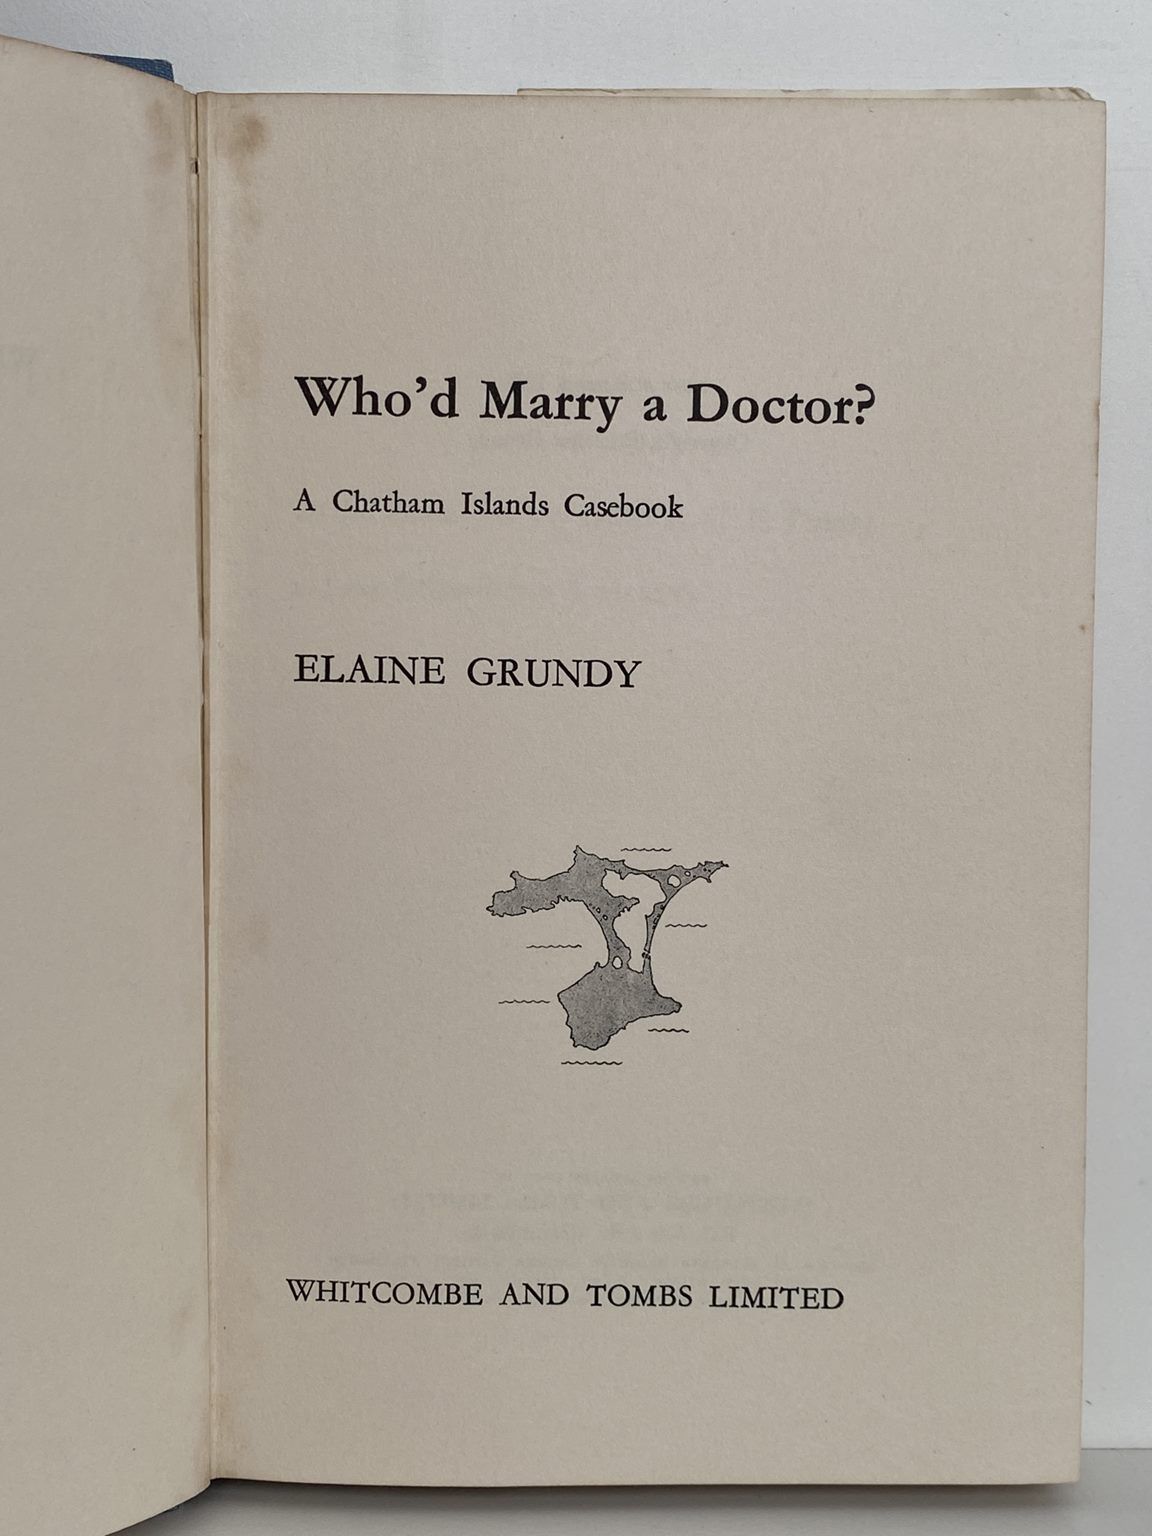 Who'd Marry a Doctor?
A Chatham Islands Casebook
ELAINE GRUNDY
WHITCOMBE AND TOMBS LIMITED